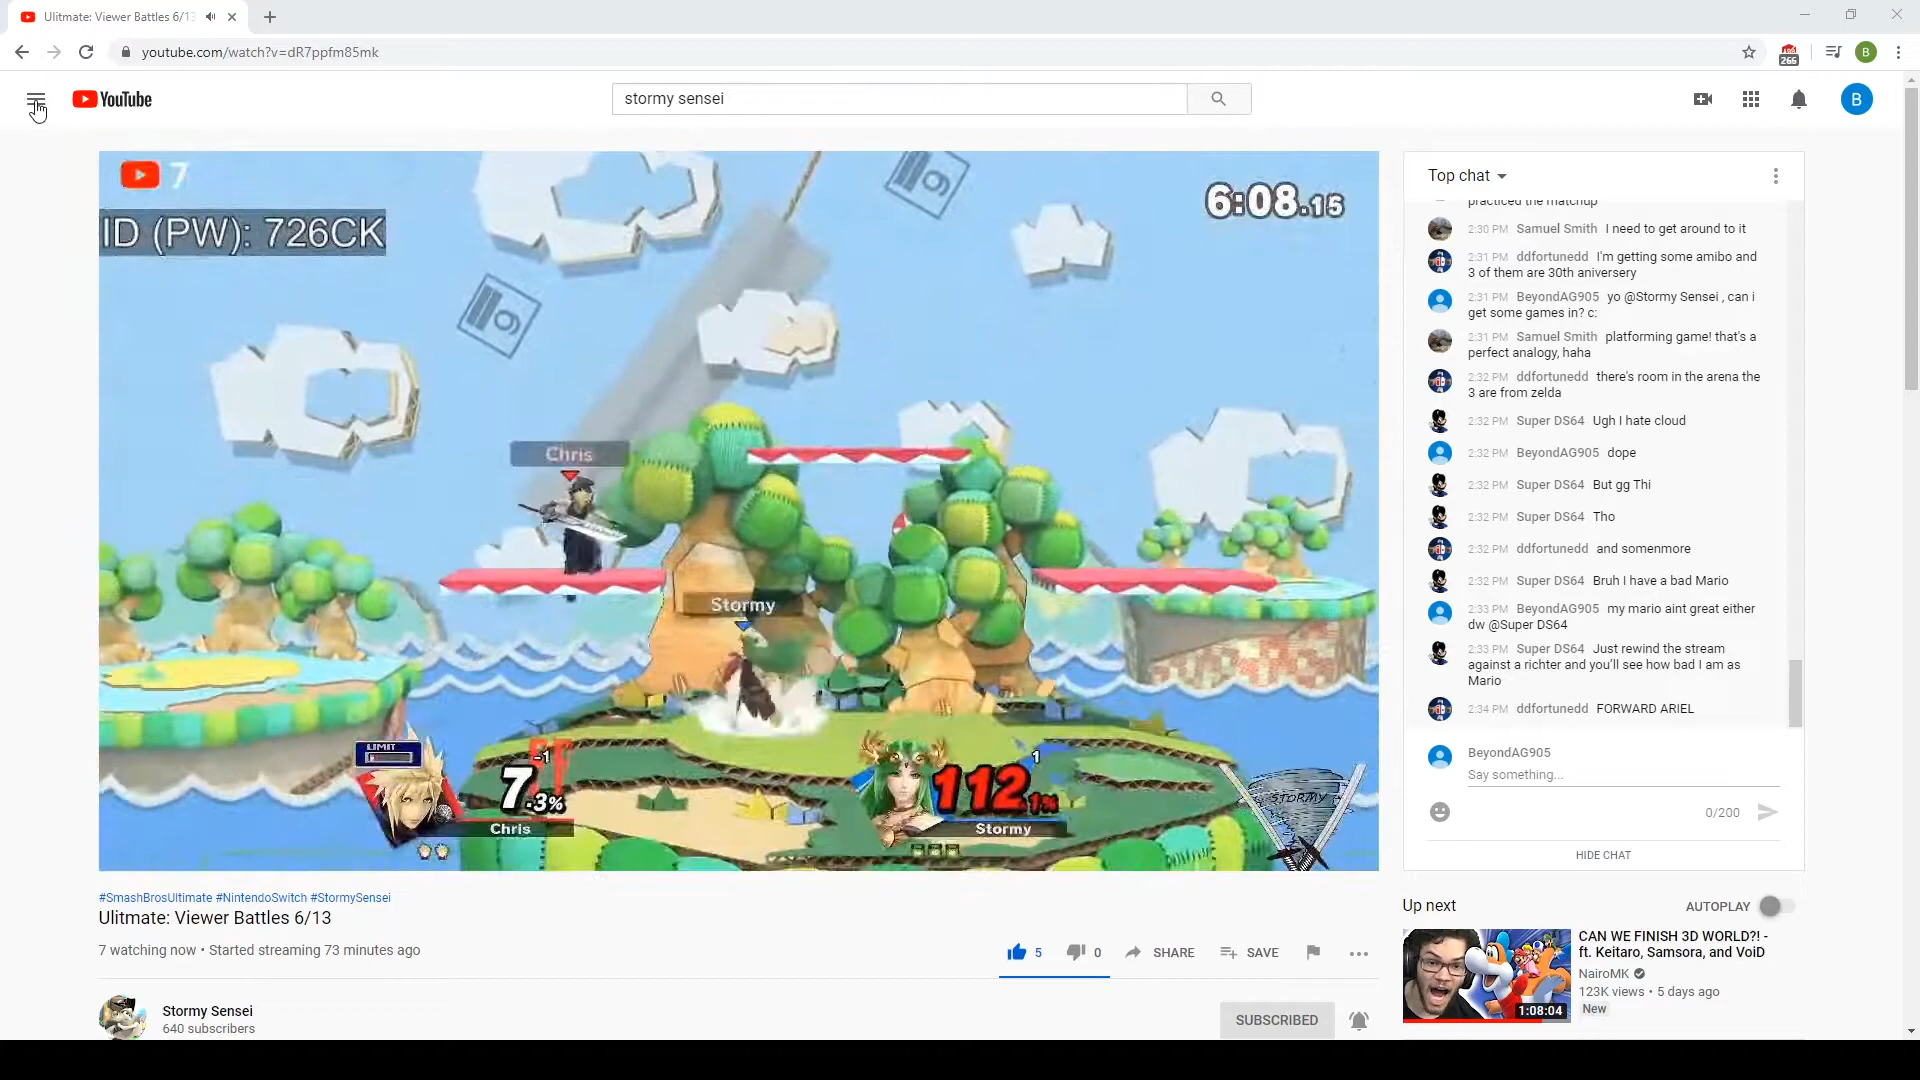 Ulitmate: Viewer Battles 6/13
youtube.com/watch?v=dR7ppfm85mk
266
B
YouTube
stormy sensei
B
7
6:08.15
ID (PW): 726CK
Chris
Stormy
LIMIT
-1
7.3%
Chris
1
112.1%
Stormy
STORMY
Top chat
practiced the matchup
2:30 PM Samuel Smith I need to get around to it
2:31 PM ddfortunedd I'm getting some amibo and
3 of them are 30th aniversery
2:31 PM BeyondAG905 yo @Stormy Sensei , can i
get some games in? c:
2:31 PM Samuel Smith platforming game! that's a
perfect analogy, haha
2:32 PM ddfortunedd there's room in the arena the
3 are from zelda
2:32 PM Super DS64 Ugh I hate cloud
2:32 PM BeyondAG905 dope
2:32 PM Super DS64 But gg Thi
2:32 PM Super DS64 Tho
2:32 PM ddfortunedd and somenmore
2:32 PM Super DS64 Bruh I have a bad Mario
2:33 PM BeyondAG905 my mario aint great either
dw @Super DS64
2:33 PM Super DS64 Just rewind the stream
against a richter and you'll see how bad I am as
Mario
2:34 PM ddfortunedd FORWARD ARIEL
BeyondAG905
Say something...
0/200
HIDE CHAT
#SmashBrosUltimate #NintendoSwitch #StormySensei
Ulitmate: Viewer Battles 6/13
7 watching now • Started streaming 73 minutes ago
5 0 SHARE SAVE
Stormy Sensei
640 subscribers
SUBSCRIBED
Up next
AUTOPLAY
CAN WE FINISH 3D WORLD?! -
ft. Keitaro, Samsora, and VoiD
NairoMK
123K views • 5 days ago
New
1:08:04